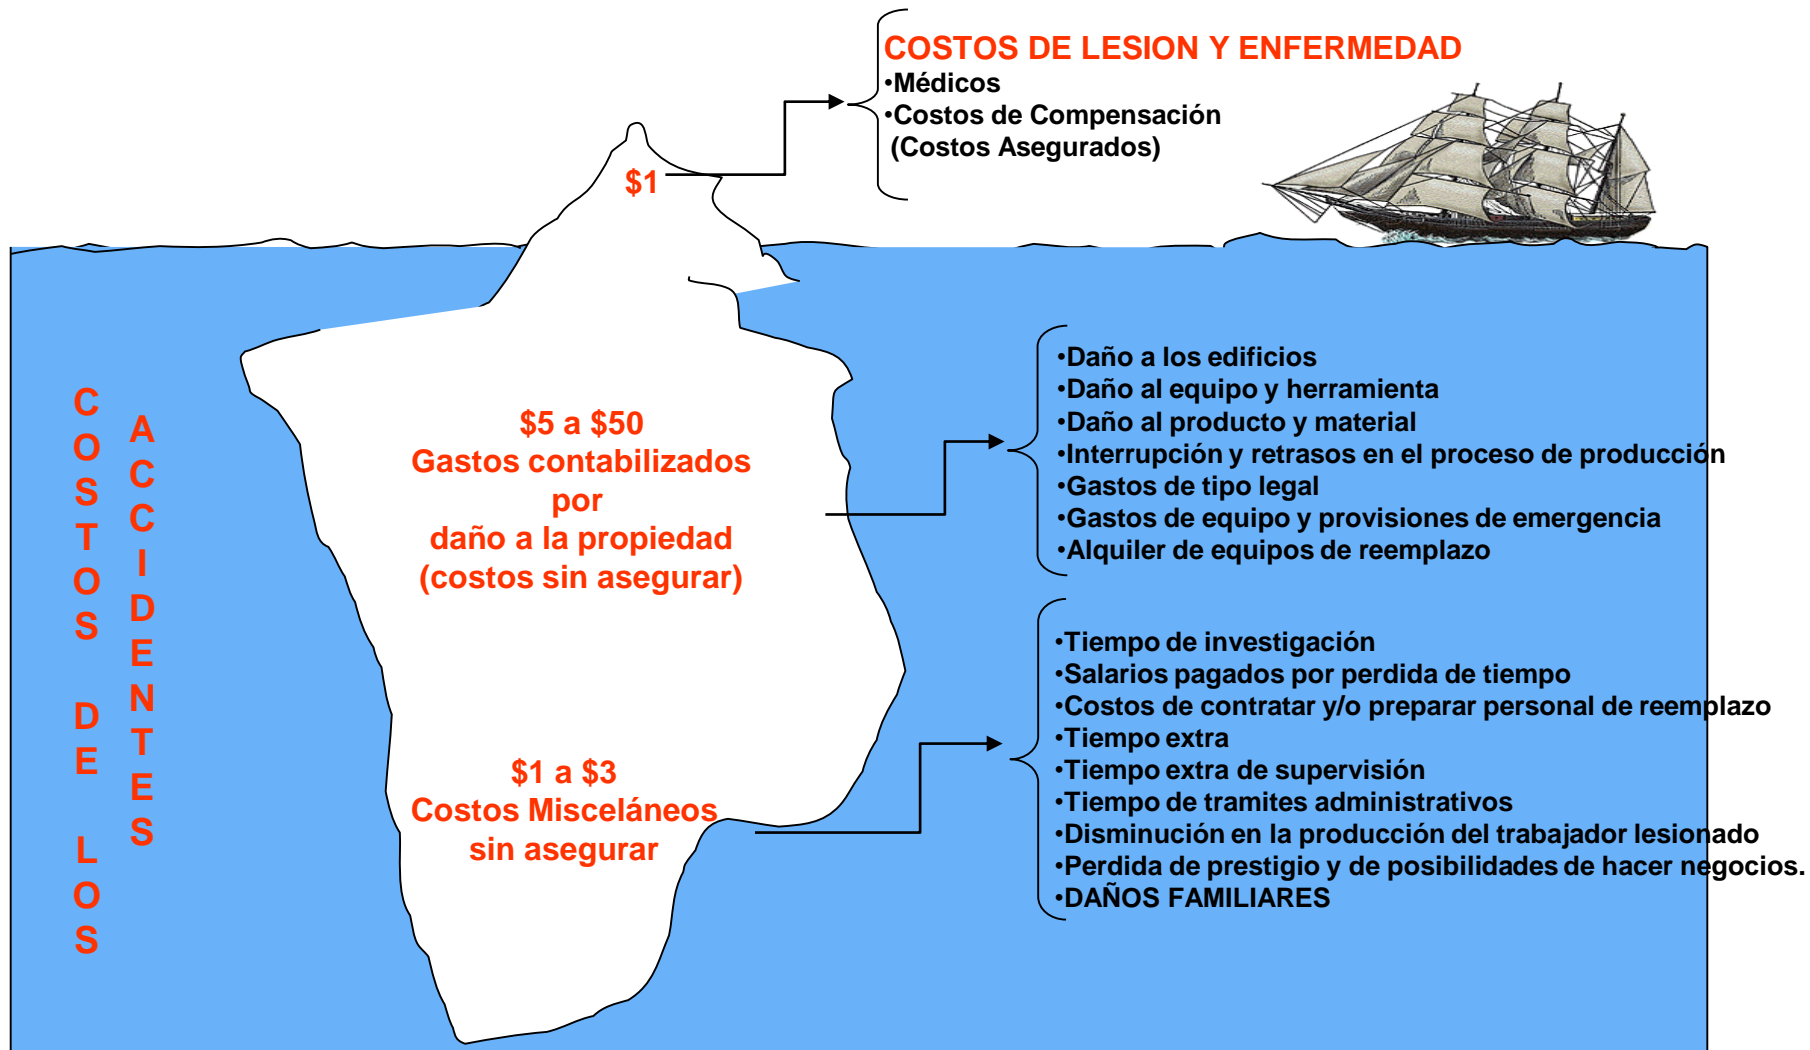 COSTOS DE LESION Y ENFERMEDAD
•Médicos
•Costos de Compensación
(Costos Asegurados)
$1
COSTOS DE LOS
ACCIDENTES
$5 a $50
Gastos contabilizados
por
daño a la propiedad
(costos sin asegurar)
•Daño a los edificios
•Daño al equipo y herramienta
•Daño al producto y material
•Interrupción y retrasos en el proceso de producción
•Gastos de tipo legal
•Gastos de equipo y provisiones de emergencia
•Alquiler de equipos de reemplazo
$1 a $3
Costos Misceláneos
sin asegurar
•Tiempo de investigación
•Salarios pagados por perdida de tiempo
•Costos de contratar y/o preparar personal de reemplazo
•Tiempo extra
•Tiempo extra de supervisión
•Tiempo de tramites administrativos
•Disminución en la producción del trabajador lesionado
•Perdida de prestigio y de posibilidades de hacer negocios.
•DAÑOS FAMILIARES